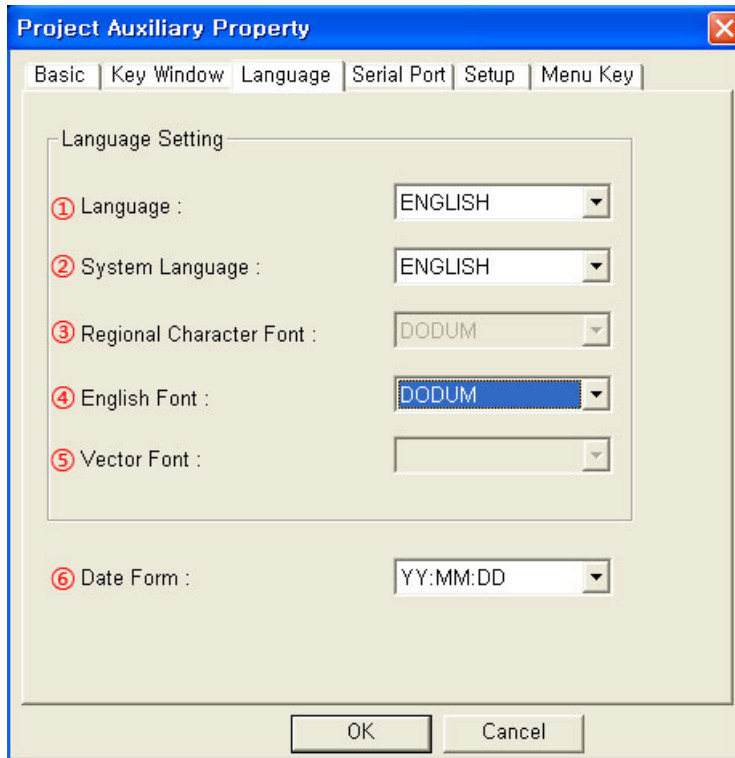 Project Auxiliary Property
Basic Key Window Language Serial Port Setup Menu Key
Language Setting
① Language : ENGLISH
② System Language : ENGLISH
③ Regional Character Font : DODUM
④ English Font : DODUM
⑤ Vector Font :
⑥ Date Form : YY:MM:DD
OK Cancel